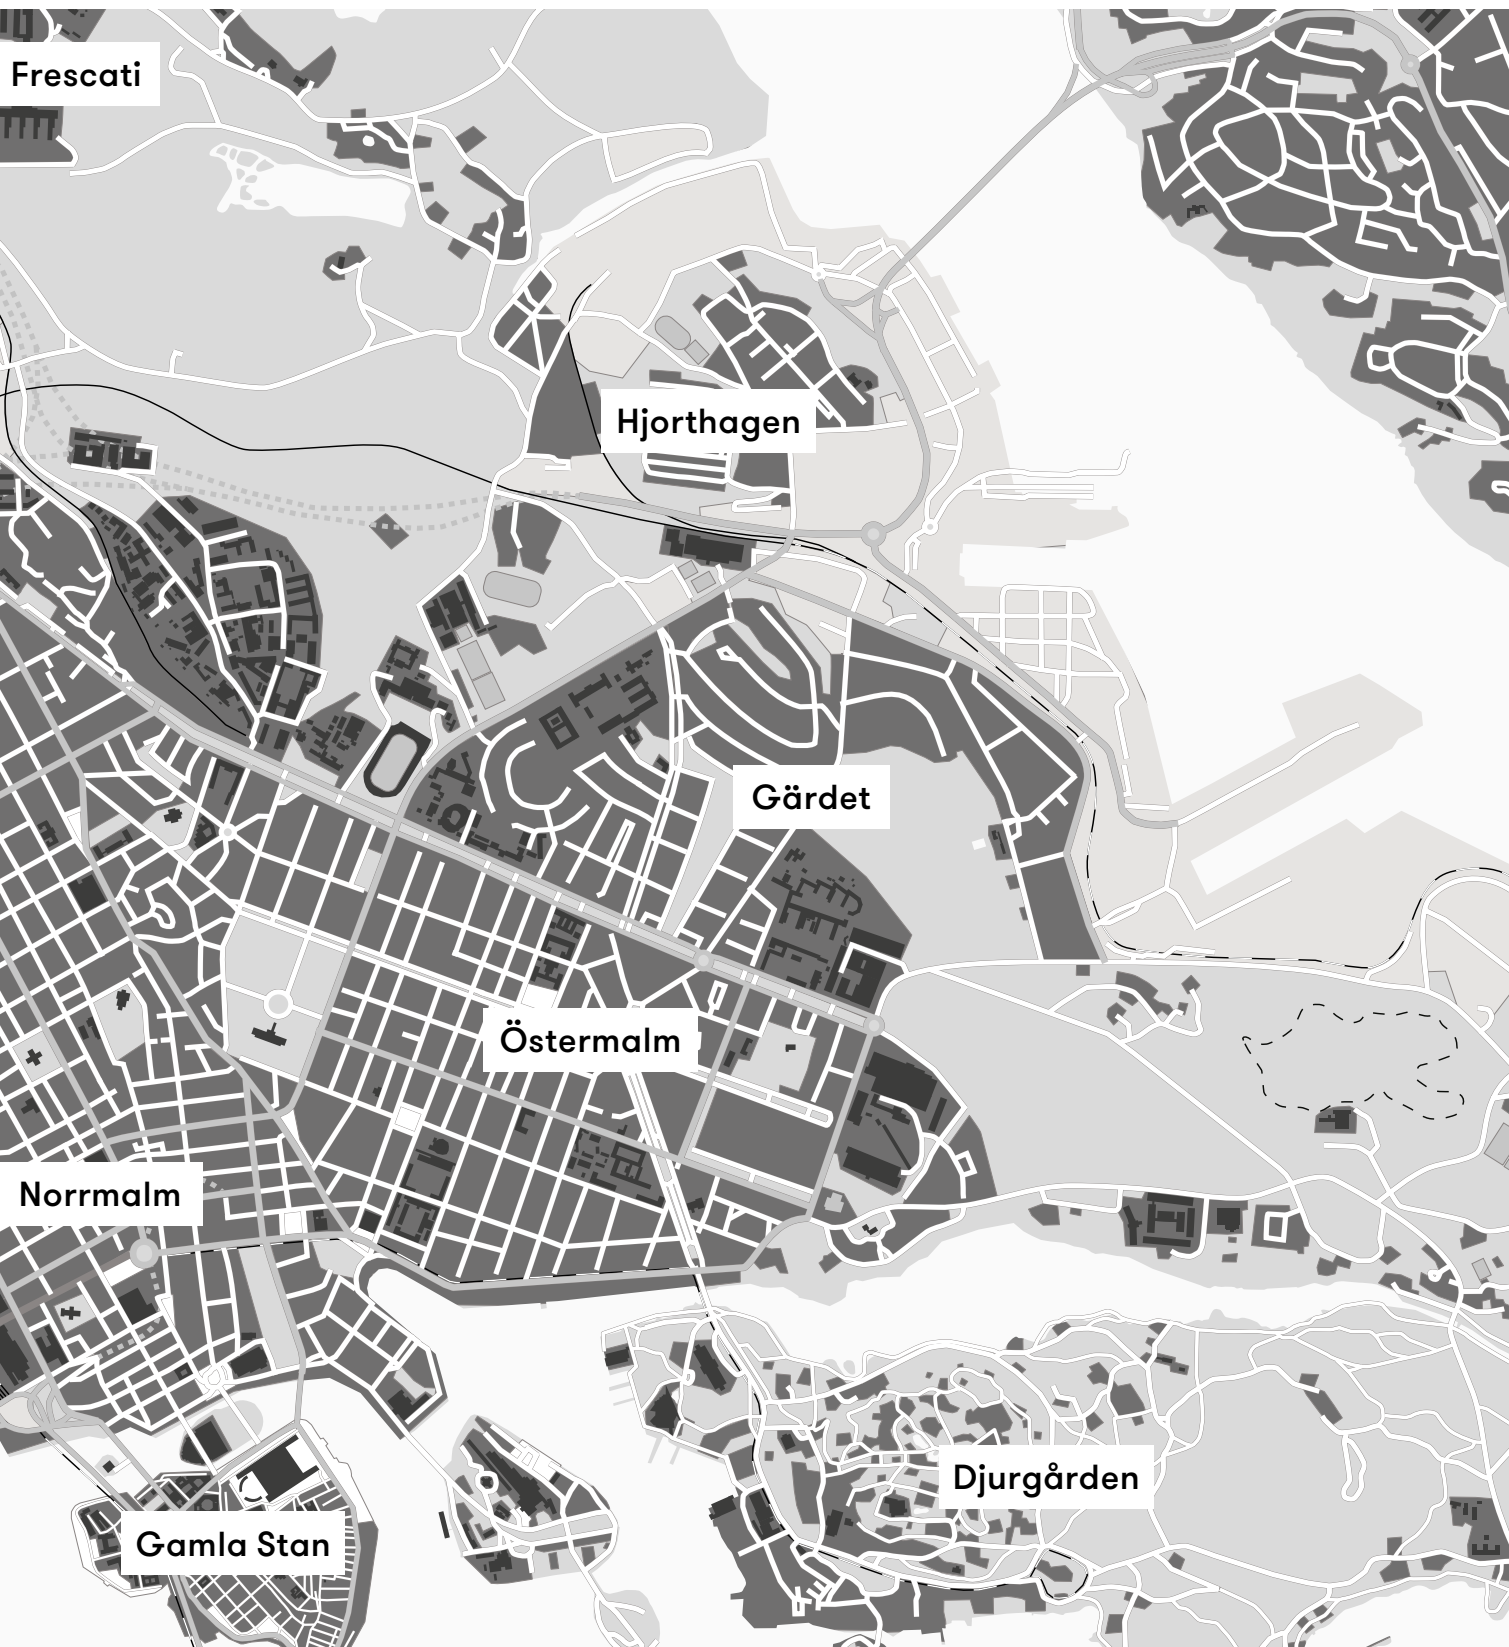 Frescati
Hjorthagen
Gärdet
Östermalm
Norrmalm
Djurgården
Gamla Stan